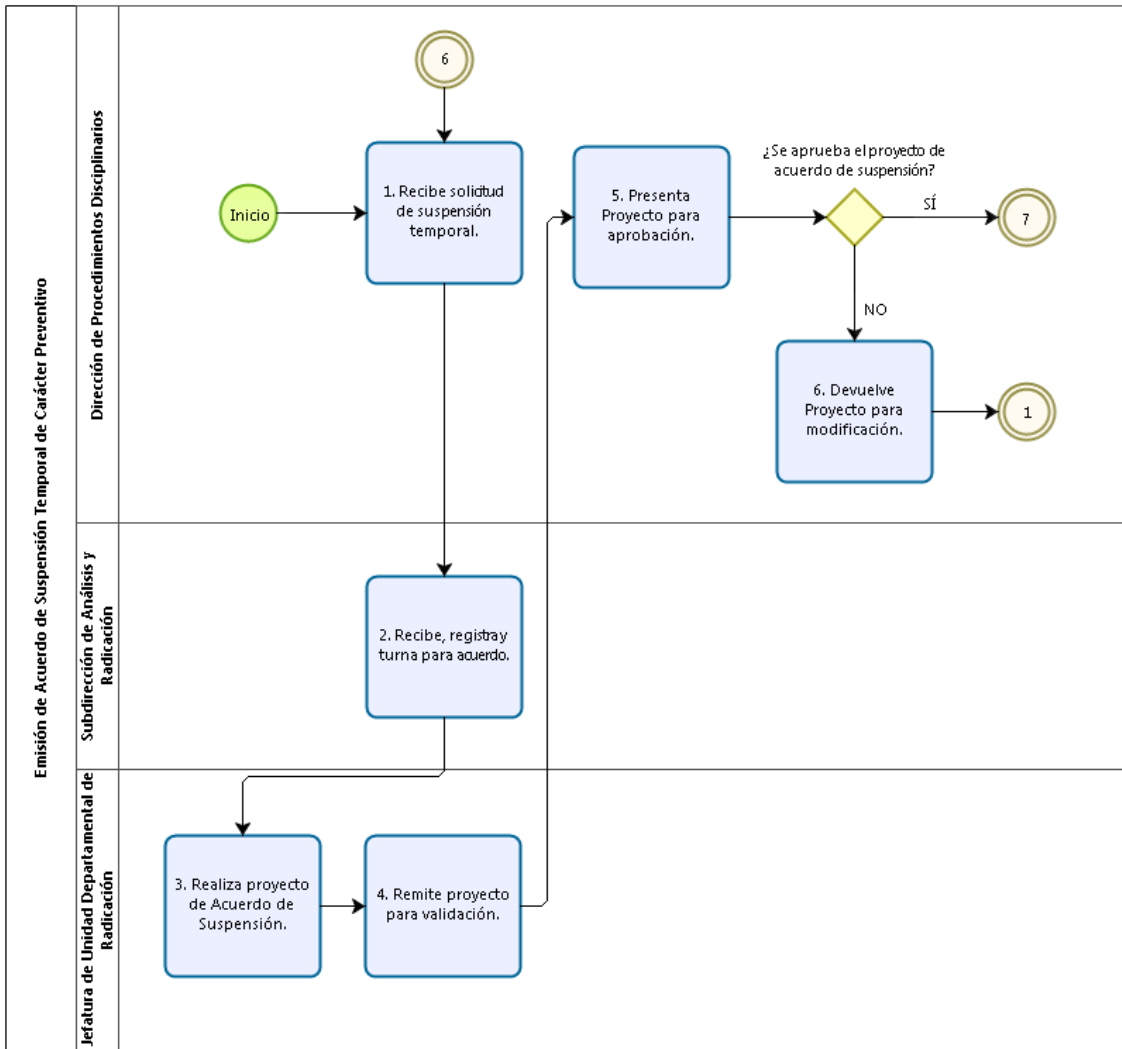 Emisión de Acuerdo de Suspensión Temporal de Carácter Preventivo
Dirección de Procedimientos Disciplinarios
6
Inicio
1. Recibe solicitud
de suspensión
temporal.
5. Presenta
Proyecto para
aprobación.
¿Se aprueba el proyecto de
acuerdo de suspensión?
SÍ
7
NO
6. Devuelve
Proyecto para
modificación.
1
Subdirección de Análisis y
Radicación
2. Recibe, registra y
turna para acuerdo.
Jefatura de Unidad Departamental de
Radicación
3. Realiza proyecto
de Acuerdo de
Suspensión.
4. Remite proyecto
para validación.